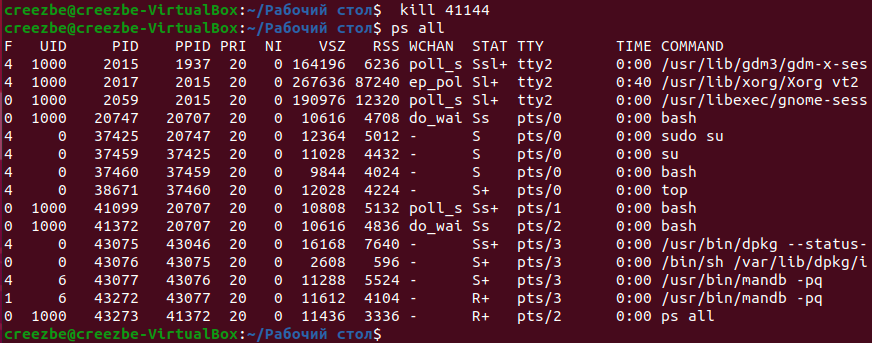 creezbe@creezbe-VirtualBox:~/Рабочий стол$  kill 41144
creezbe@creezbe-VirtualBox:~/Рабочий стол$ ps all
F   UID     PID    PPID PRI  NI    VSZ   RSS WCHAN  STAT TTY        TIME COMMAND
4  1000    2015    1937  20   0 164196  6236 poll_s Ssl+ tty2       0:00 /usr/lib/gdm3/gdm-x-ses
4  1000    2017    2015  20   0 267636 87240 ep_pol Sl+  tty2       0:40 /usr/lib/xorg/Xorg vt2
0  1000    2059    2015  20   0 190976 12320 poll_s Sl+  tty2       0:00 /usr/libexec/gnome-sess
0  1000   20747   20707  20   0  10616  4708 do_wai Ss   pts/0      0:00 bash
4     0   37425   20747  20   0  12364  5012 -      S    pts/0      0:00 sudo su
4     0   37459   37425  20   0  11028  4432 -      S    pts/0      0:00 su
4     0   37460   37459  20   0   9844  4024 -      S    pts/0      0:00 bash
4     0   38671   37460  20   0  12028  4224 -      S+   pts/0      0:00 top
0  1000   41099   20707  20   0  10808  5132 poll_s Ss+  pts/1      0:00 bash
0  1000   41372   20707  20   0  10616  4836 do_wai Ss   pts/2      0:00 bash
4     0   43075   43046  20   0  16168  7640 -      Ss+  pts/3      0:00 /usr/bin/dpkg --status-
0     0   43076   43075  20   0   2608   596 -      S+   pts/3      0:00 /bin/sh /var/lib/dpkg/i
4     6   43077   43076  20   0  11288  5524 -      S+   pts/3      0:00 /usr/bin/mandb -pq
1     6   43272   43077  20   0  11612  4104 -      R+   pts/3      0:00 /usr/bin/mandb -pq
0  1000   43273   41372  20   0  11436  3336 -      R+   pts/2      0:00 ps all
creezbe@creezbe-VirtualBox:~/Рабочий стол$